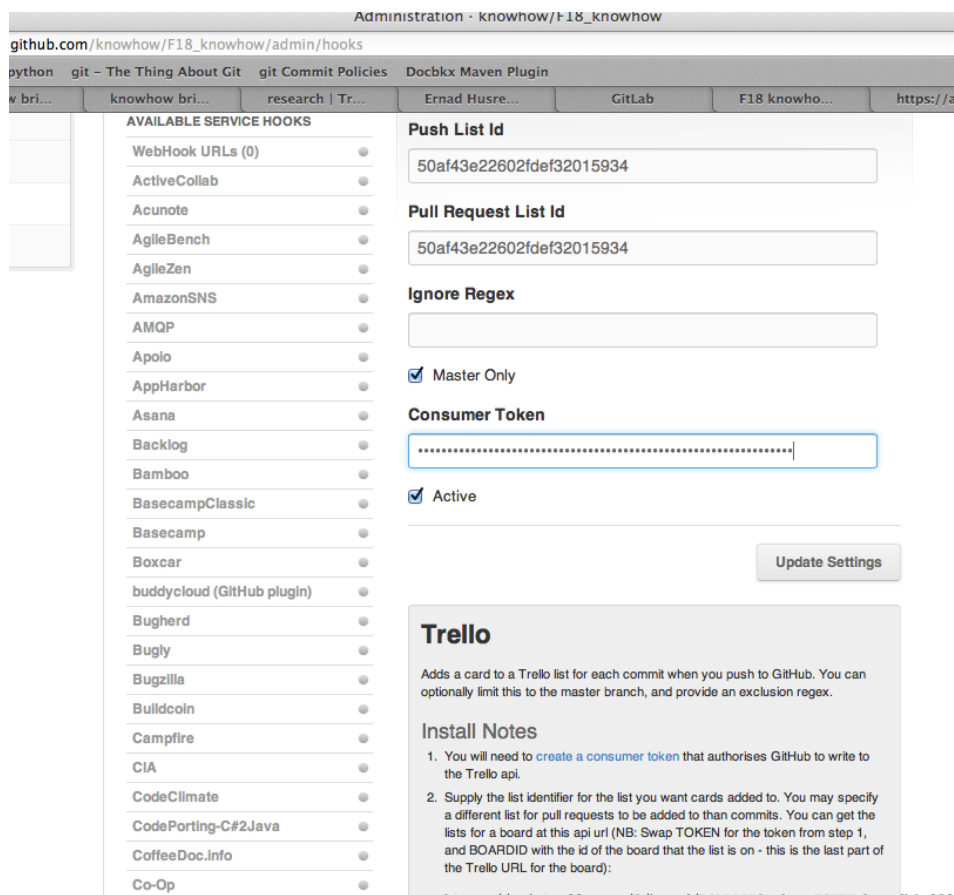 Administration · knowhow/F18_knowhow
github.com/knowhow/F18_knowhow/admin/hooks
python git – The Thing About Git git Commit Policies Docbkx Maven Plugin
w bri... knowhow bri... research | Tr... Ernad Husre... GitLab F18 knowho... https://a
AVAILABLE SERVICE HOOKS
WebHook URLs (0)
ActiveCollab
Acunote
AgileBench
AgileZen
AmazonSNS
AMQP
Apoio
AppHarbor
Asana
Backlog
Bamboo
BasecampClassic
Basecamp
Boxcar
buddycloud (GitHub plugin)
Bugherd
Bugly
Bugzilla
Buildcoin
Campfire
CIA
CodeClimate
CodePorting-C#2Java
CoffeeDoc.info
Co-Op
Push List Id
50af43e22602fdef32015934
Pull Request List Id
50af43e22602fdef32015934
Ignore Regex
Master Only
Consumer Token
Active
Update Settings
Trello
Adds a card to a Trello list for each commit when you push to GitHub. You can
optionally limit this to the master branch, and provide an exclusion regex.
Install Notes
1. You will need to create a consumer token that authorises GitHub to write to
the Trello api.
2. Supply the list identifier for the list you want cards added to. You may specify
a different list for pull requests to be added to than commits. You can get the
lists for a board at this api url (NB: Swap TOKEN for the token from step 1,
and BOARDID with the id of the board that the list is on - this is the last part of
the Trello URL for the board):